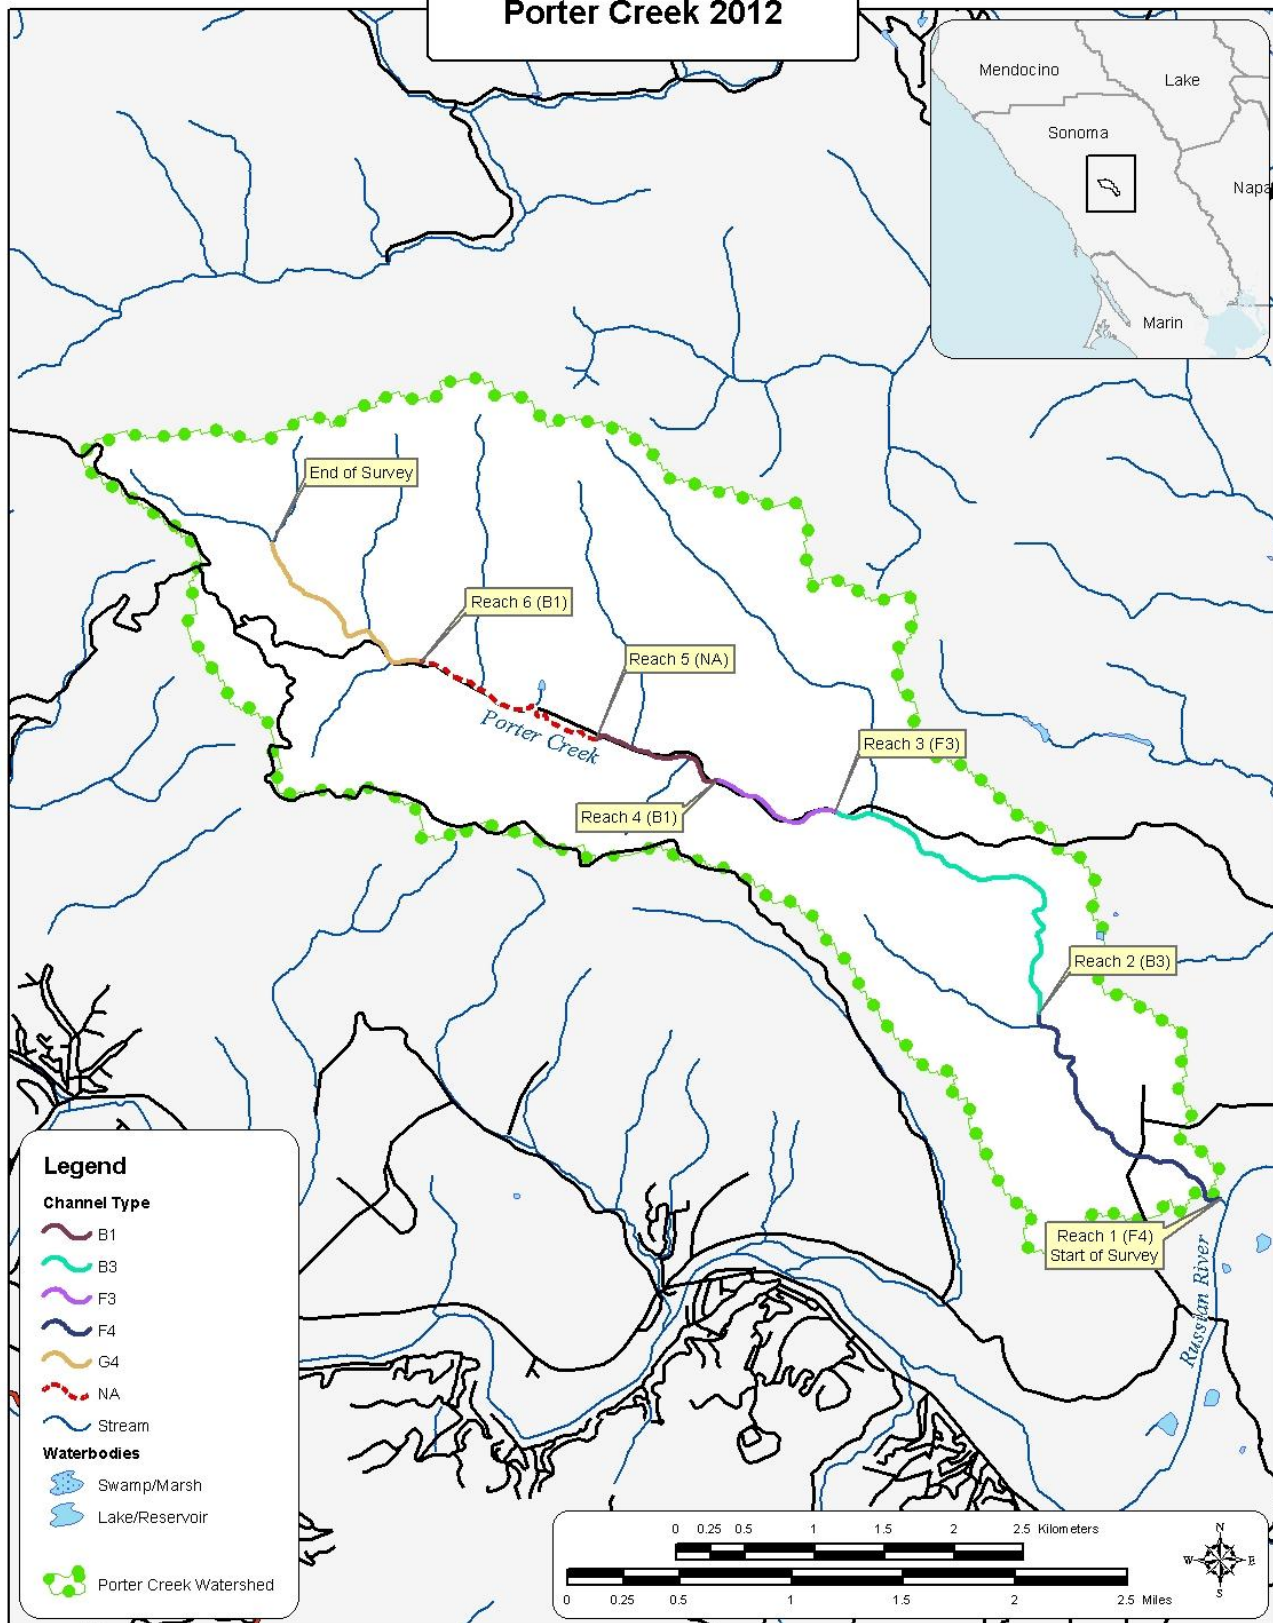 Porter Creek 2012
Mendocino
Lake
Sonoma
Napa
Marin
End of Survey
Reach 6 (B1)
Reach 5 (NA)
Porter Creek
Reach 3 (F3)
Reach 4 (B1)
Reach 2 (B3)
Reach 1 (F4)
Start of Survey
Russian River
Legend
Channel Type
B1
B3
F3
F4
G4
NA
Stream
Waterbodies
Swamp/Marsh
Lake/Reservoir
Porter Creek Watershed
0 0.25 0.5 1 1.5 2 2.5 Kilometers
0 0.25 0.5 1 1.5 2 2.5 Miles
N
W E
S